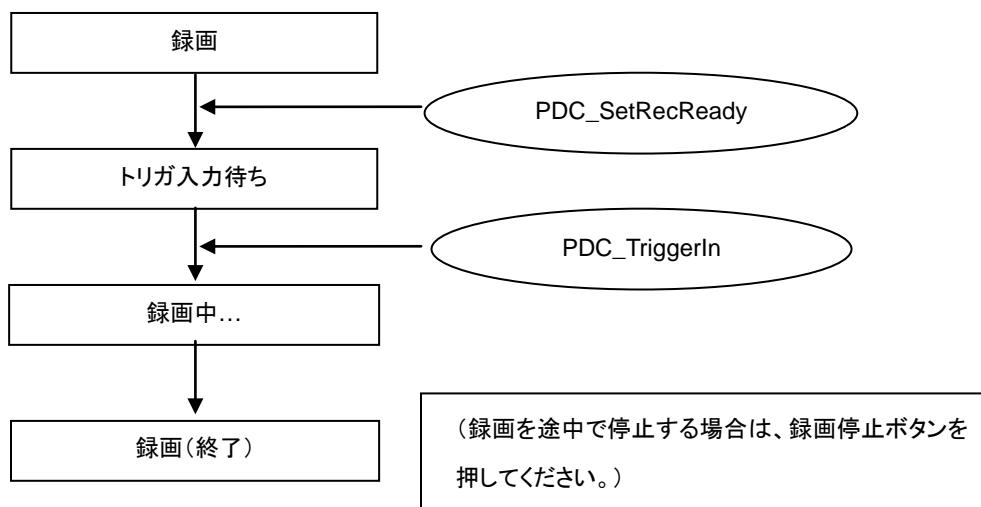 録画
PDC_SetRecReady
トリガ入力待ち
PDC_TriggerIn
録画中…
録画（終了）
（録画を途中で停止する場合は、録画停止ボタンを
押してください。）